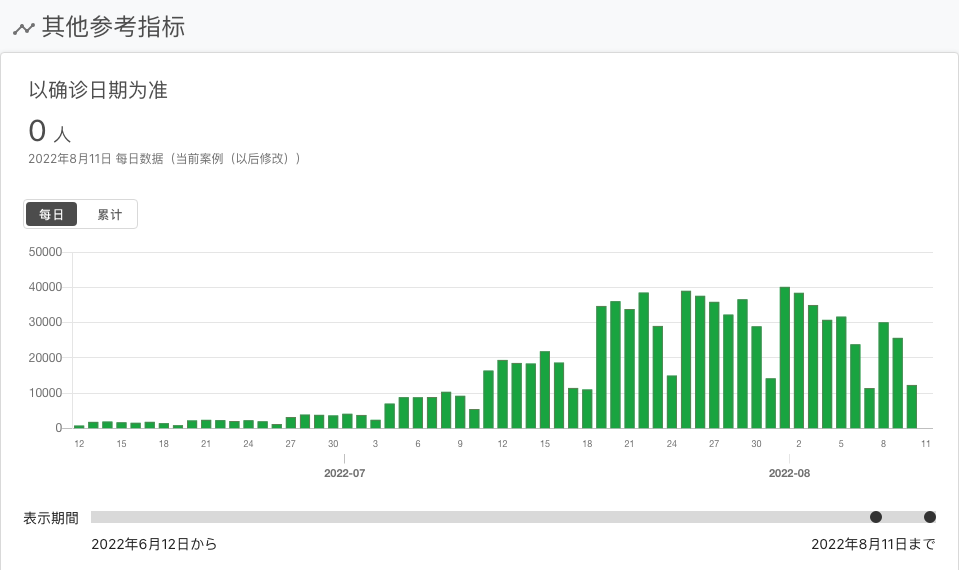 其他参考指标
以确诊日期为准
0 人
2022年8月11日 每日数据（当前案例（以后修改））
每日 累计
50000
40000
30000
20000
10000
0
12 15 18 21 24 27 30 3 6 9 12 15 18 21 24 27 30 2 5 8 11
2022-07 2022-08
表示期間
2022年6月12日から 2022年8月11日まで